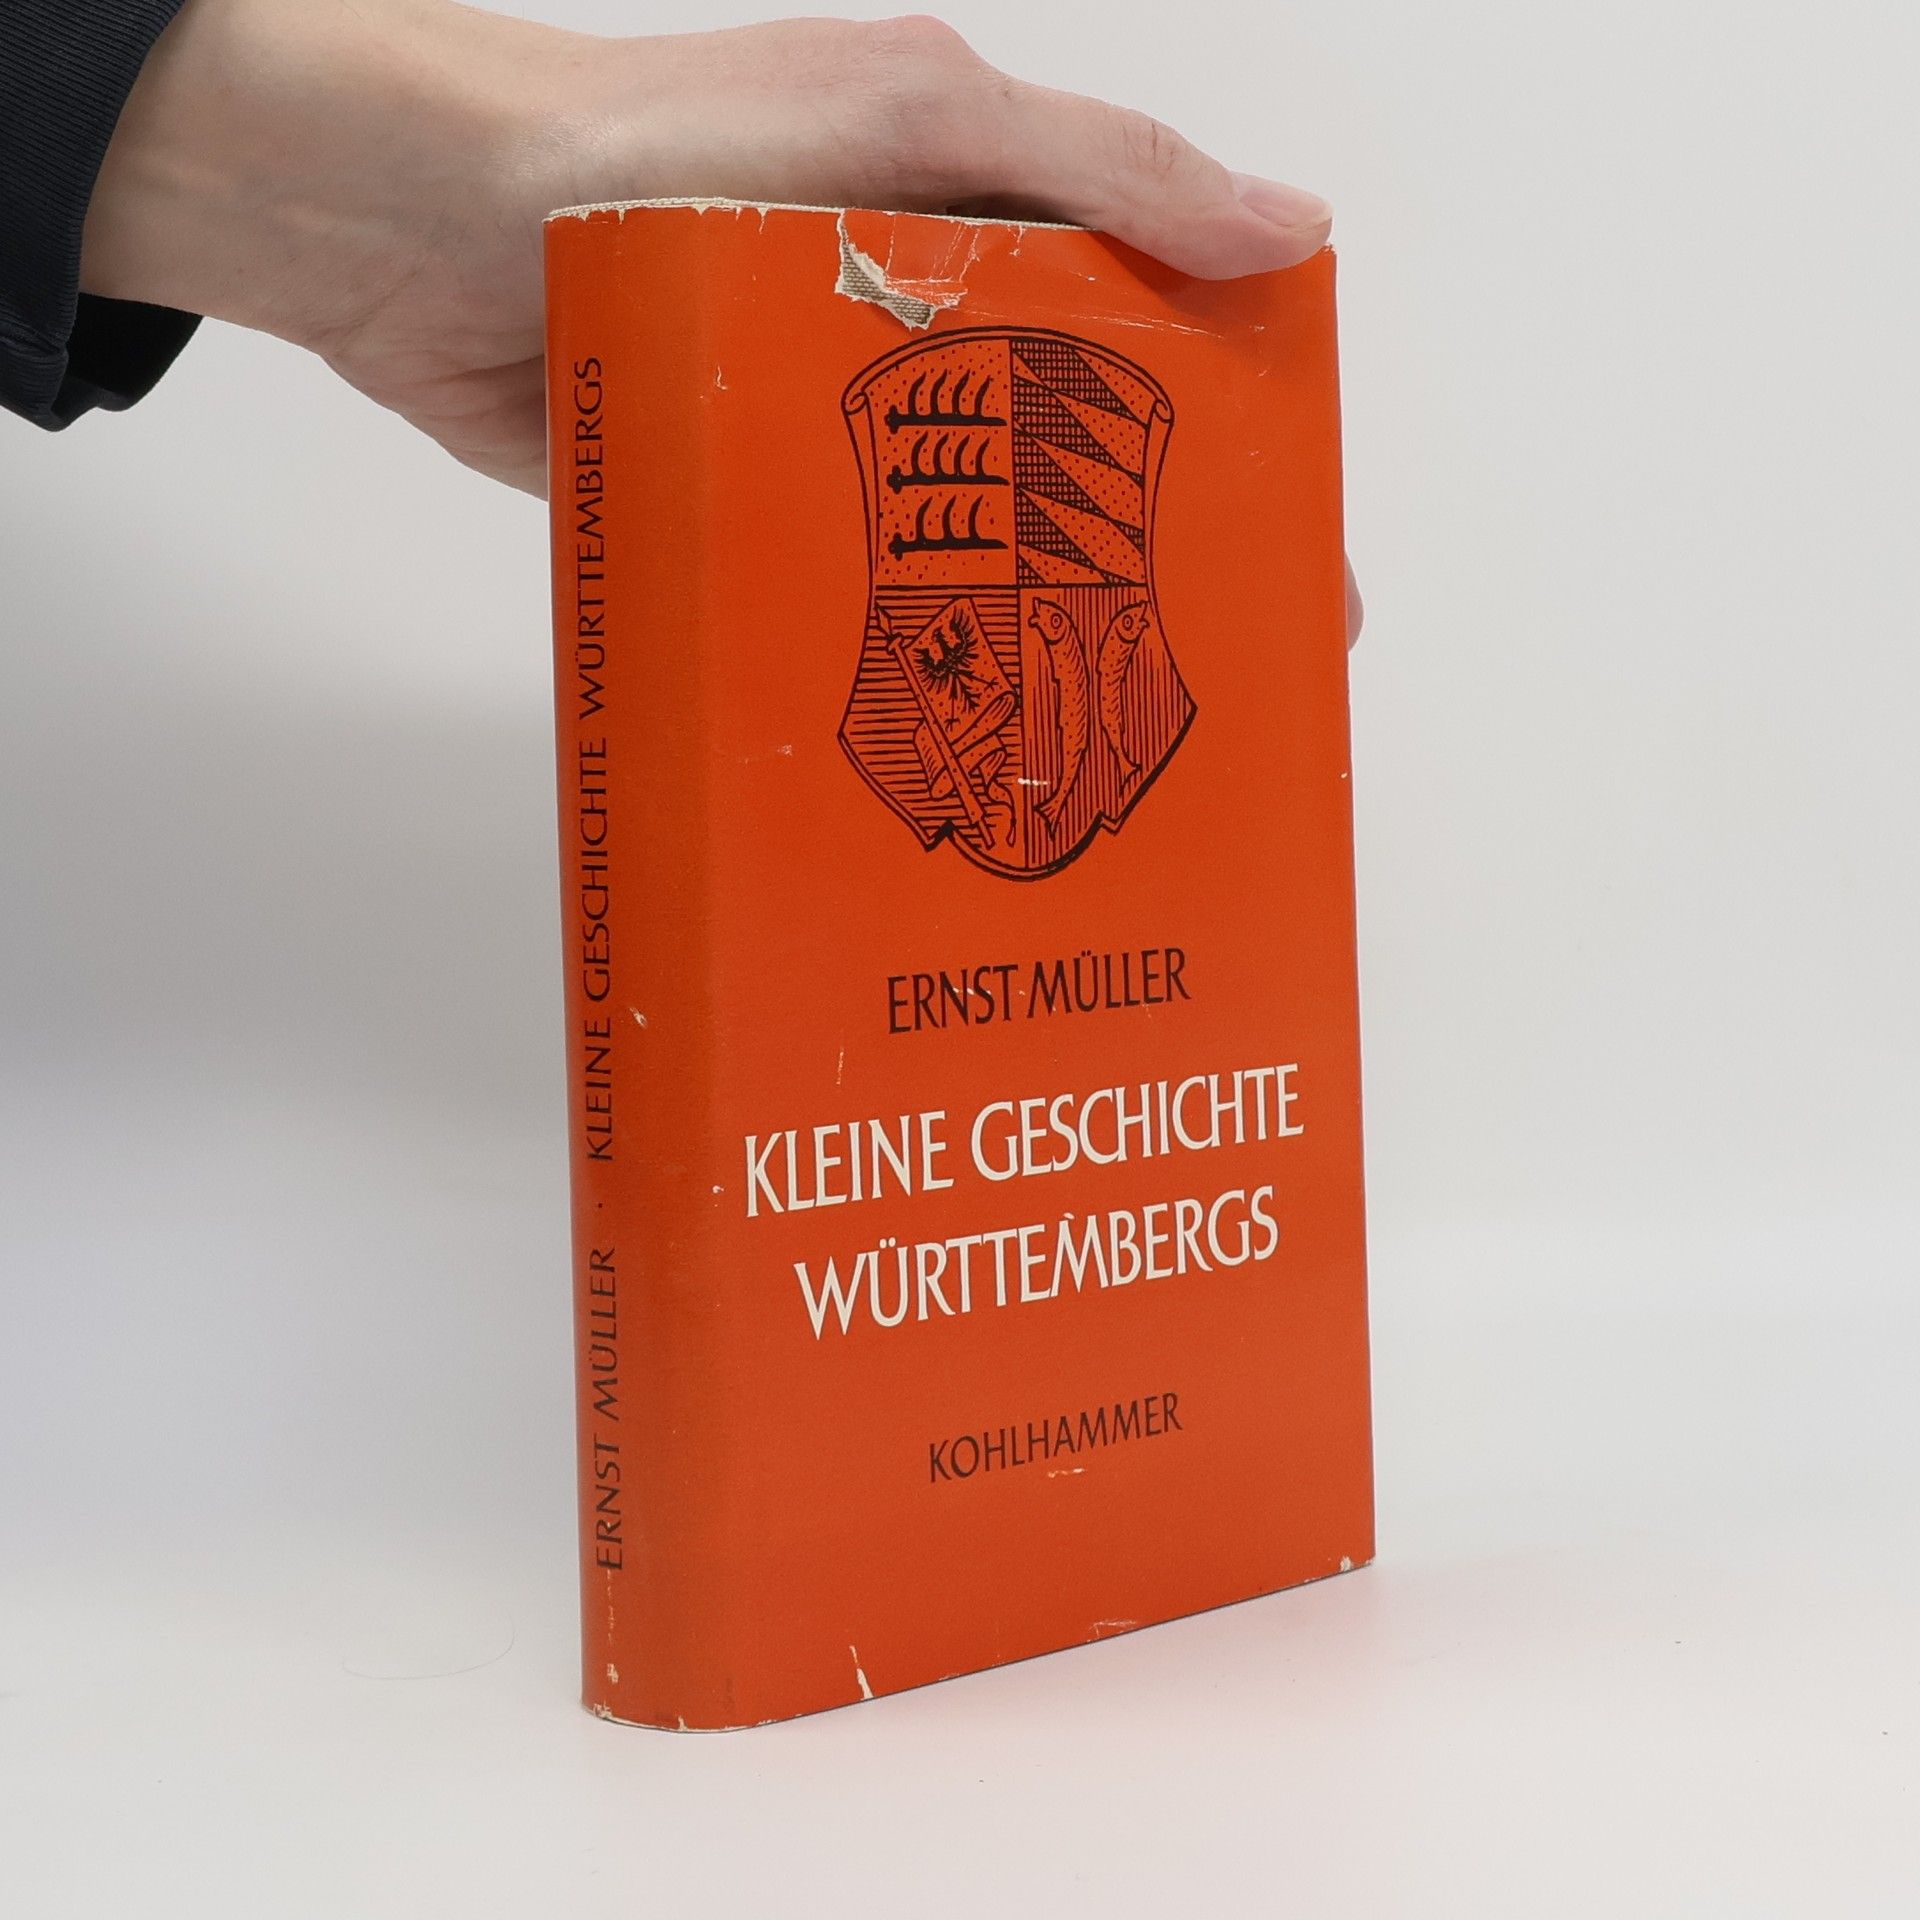 ERNST MÜLLER · KLEINE GESCHICHTE WÜRTTEMBERGS
ERNST MÜLLER
KLEINE GESCHICHTE
WÜRTTEMBERGS
KOHLHAMMER